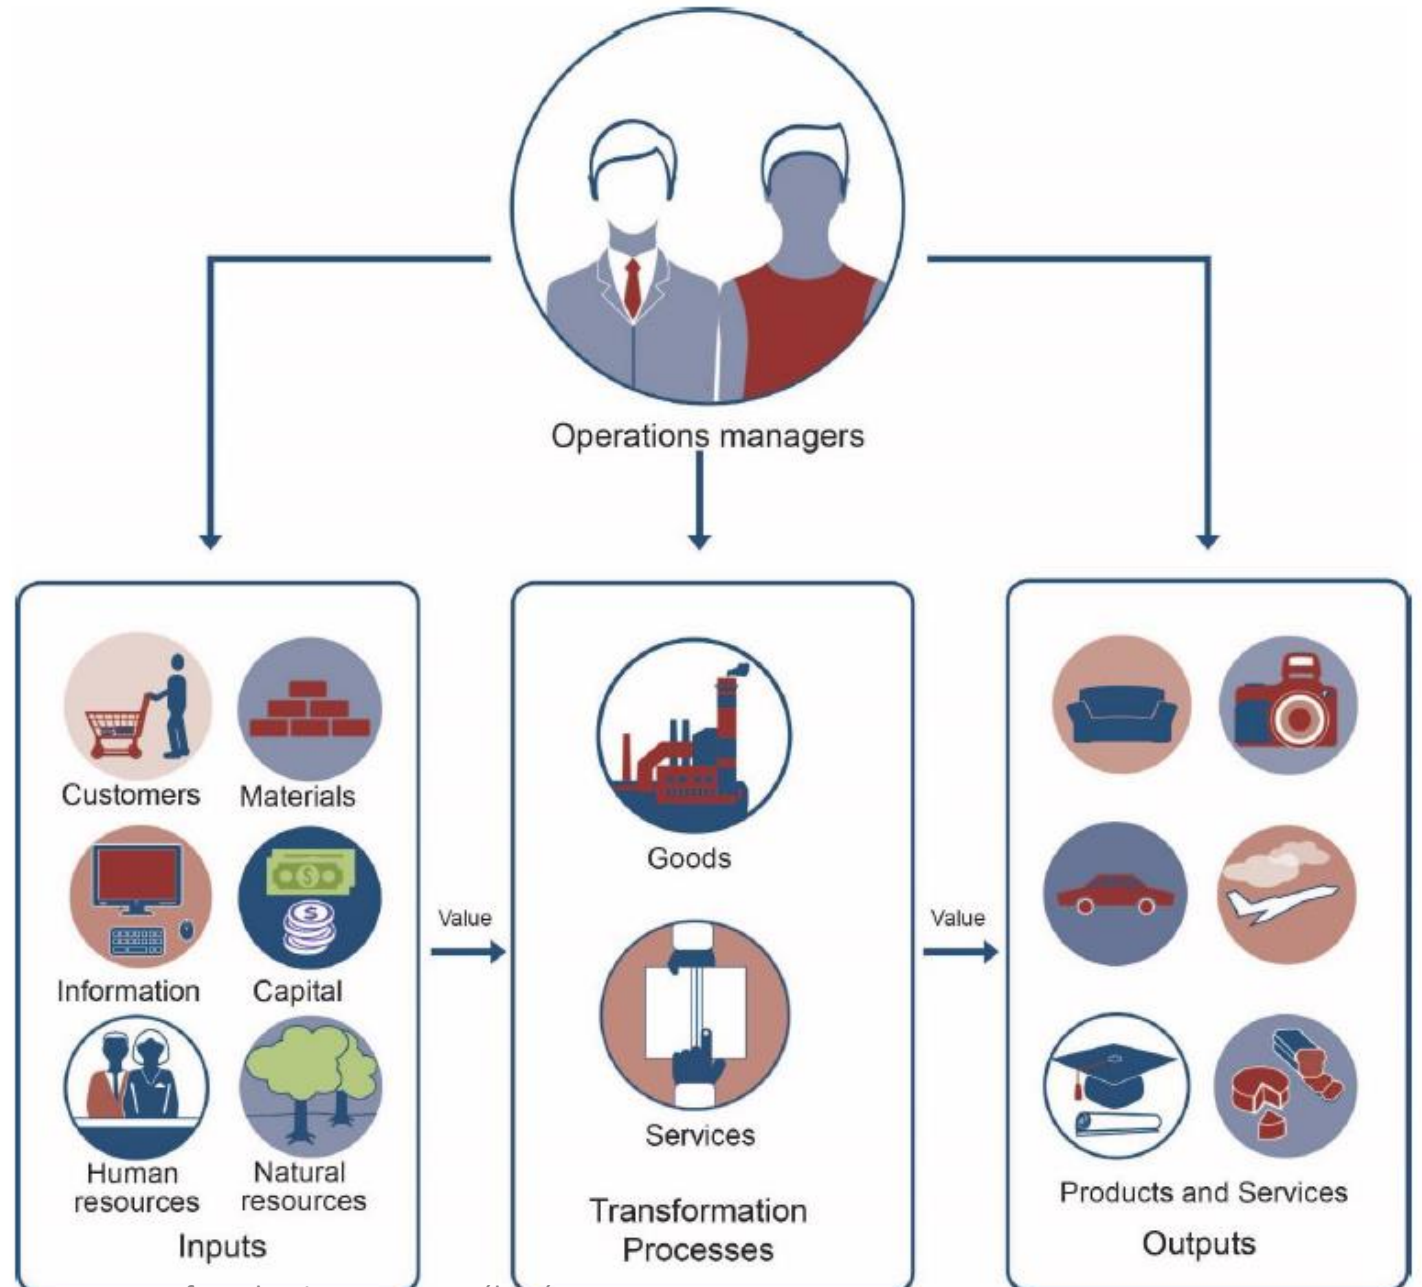 Operations managers
Customers
Materials
Information
Capital
Human
resources
Natural
resources
Inputs
Value
Goods
Services
Transformation
Processes
Value
Products and Services
Outputs